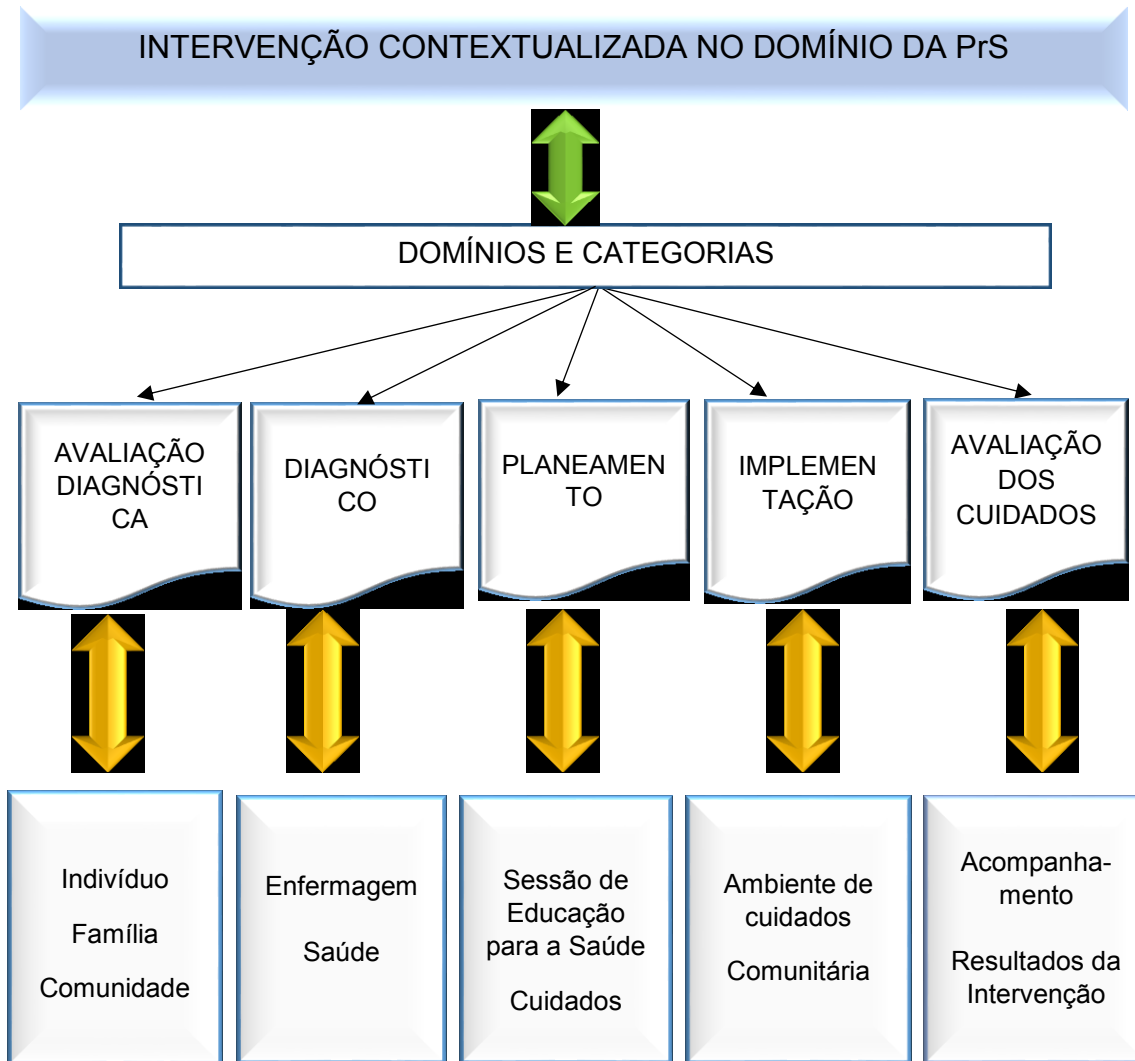 INTERVENÇÃO CONTEXTUALIZADA NO DOMÍNIO DA PrS
DOMÍNIOS E CATEGORIAS
AVALIAÇÃO
DIAGNÓSTI
CA
DIAGNÓSTI
CO
PLANEAMEN
TO
IMPLEMEN
TAÇÃO
AVALIAÇÃO
DOS
CUIDADOS
Indivíduo
Família
Comunidade
Enfermagem
Saúde
Sessão de
Educação
para a Saúde
Cuidados
Ambiente de
cuidados
Comunitária
Acompanha-
mento
Resultados da
Intervenção